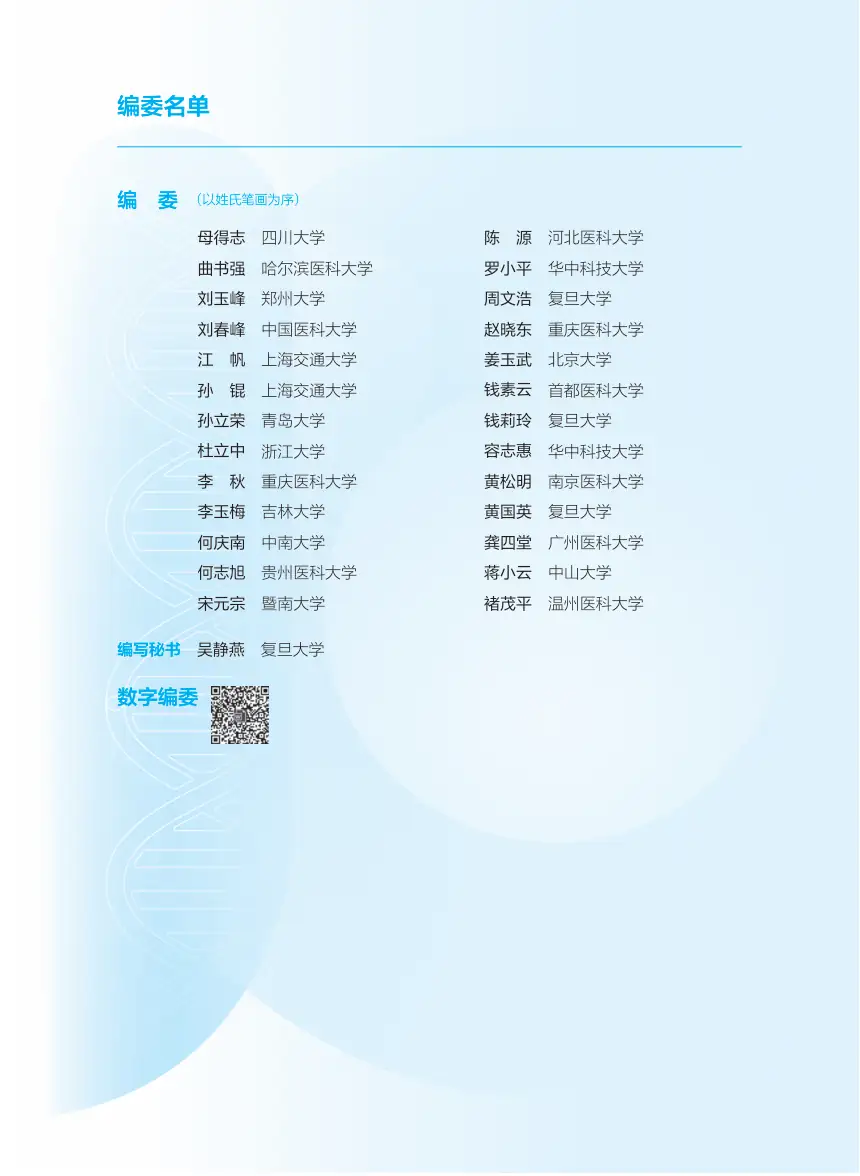 编委名单
编 委 （以姓氏笔画为序）
母得志 四川大学
曲书强 哈尔滨医科大学
刘玉峰 郑州大学
刘春峰 中国医科大学
江 帆 上海交通大学
孙 锟 上海交通大学
孙立荣 青岛大学
杜立中 浙江大学
李 秋 重庆医科大学
李玉梅 吉林大学
何庆南 中南大学
何志旭 贵州医科大学
宋元宗 暨南大学
陈 源 河北医科大学
罗小平 华中科技大学
周文浩 复旦大学
赵晓东 重庆医科大学
姜玉武 北京大学
钱素云 首都医科大学
钱莉玲 复旦大学
容志惠 华中科技大学
黄松明 南京医科大学
黄国英 复旦大学
龚四堂 广州医科大学
蒋小云 中山大学
褚茂平 温州医科大学
编写秘书 吴静燕 复旦大学
数字编委